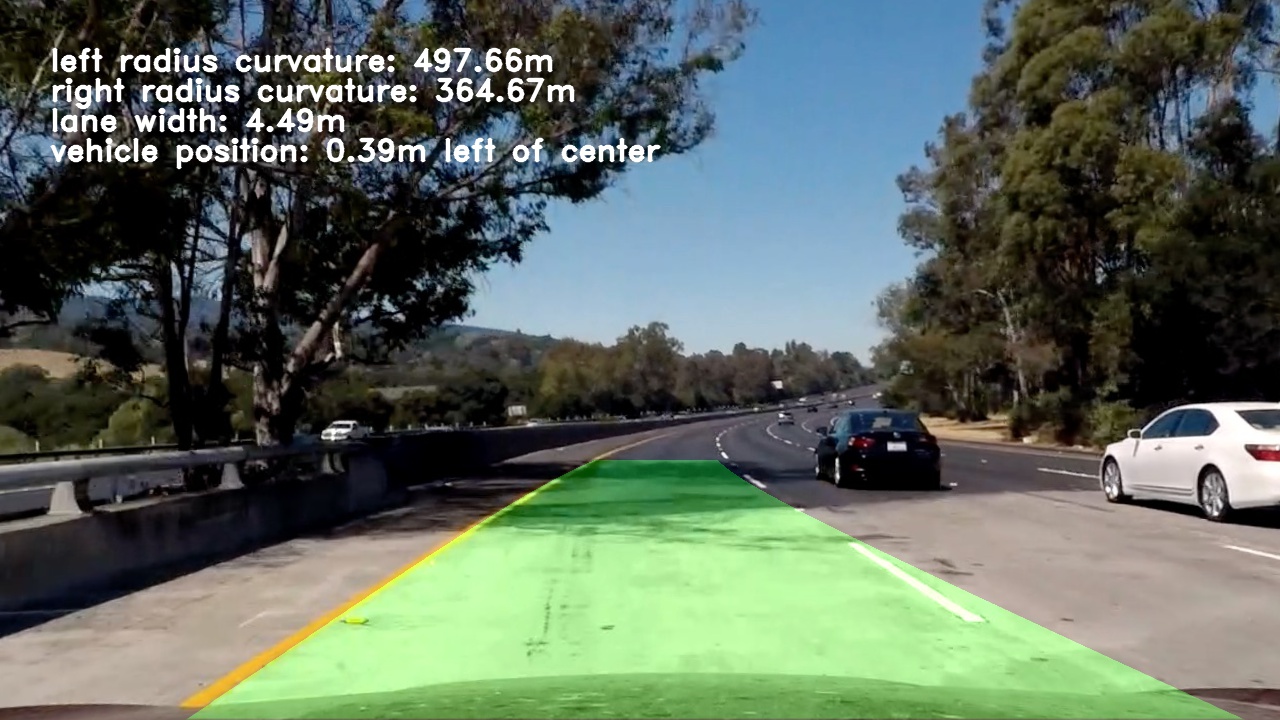 left radius curvature: 497.66m
right radius curvature: 364.67m
lane width: 4.49m
vehicle position: 0.39m left of center